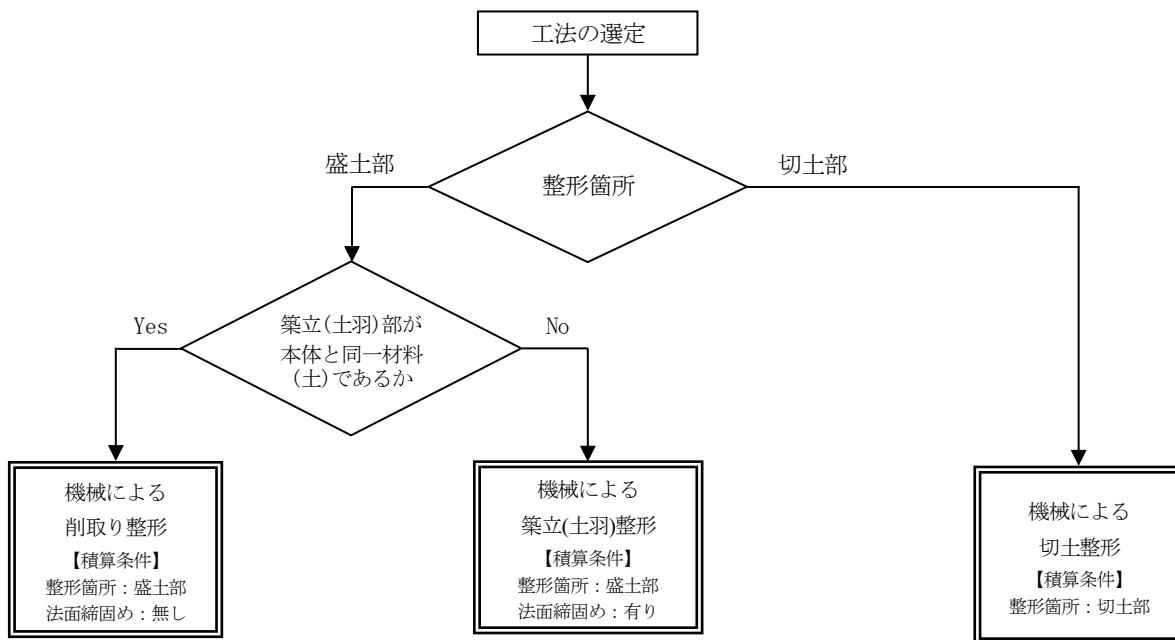 工法の選定
盛土部
整形箇所
切土部
Yes
築立(土羽)部が
本体と同一材料
(土)であるか
No
機械による
削取り整形
【積算条件】
整形箇所：盛土部
法面締固め：無し
機械による
築立(土羽)整形
【積算条件】
整形箇所：盛土部
法面締固め：有り
機械による
切土整形
【積算条件】
整形箇所：切土部